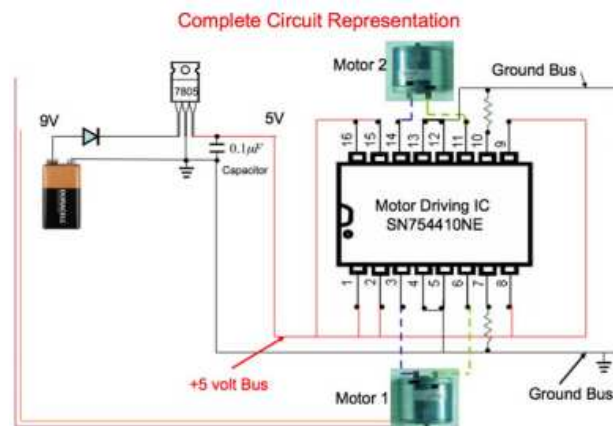 Complete Circuit Representation
Motor 2
Ground Bus
7805
9V
5V
0.1µF
Capacitor
16 15 14 13 12 11 10 9
Motor Driving IC
SN754410NE
1 2 3 4 5 6 7 8
+5 volt Bus
Motor 1
Ground Bus
DURACELL